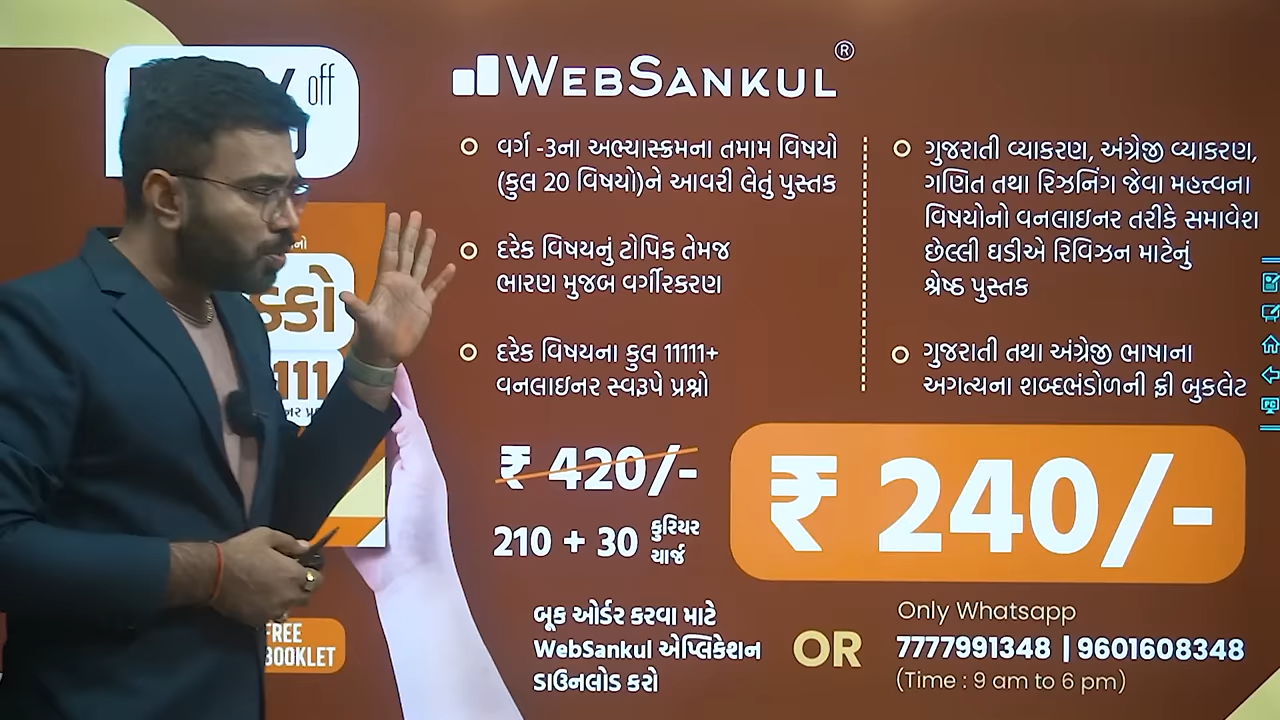 off
WEBSANKUL®
વર્ગ -3ના અભ્યાસ્ક્રમના તમામ વિષયો
(કુલ 20 વિષયો)ને આવરી લેતું પુસ્તક
દરેક વિષયનું ટોપિક તેમજ
ભારણ મુજબ વર્ગીરકરણ
દરેક વિષયના કુલ 11111+
વનલાઇનર સ્વરૂપે પ્રશ્નો
ગુજરાતી વ્યાકરણ, અંગ્રેજી વ્યાકરણ,
ગણિત તથા રિઝનિંગ જેવા મહત્ત્વના
વિષયોનો વનલાઇનર તરીકે સમાવેશ
છેલ્લી ઘડીએ રિવિઝન માટેનું
શ્રેષ્ઠ પુસ્તક
ગુજરાતી તથા અંગ્રેજી ભાષાના
અગત્યના શબ્દભંડોળની ફ્રી બુકલેટ
₹ 420/-
210 + 30 કુરિયર
ચાર્જ
₹ 240/-
બૂક ઓર્ડર કરવા માટે
WebSankul એપ્લિકેશન
ડાઉનલોડ કરો
OR
Only Whatsapp
7777991348 | 9601608348
(Time : 9 am to 6 pm)
FREE
BOOKLET